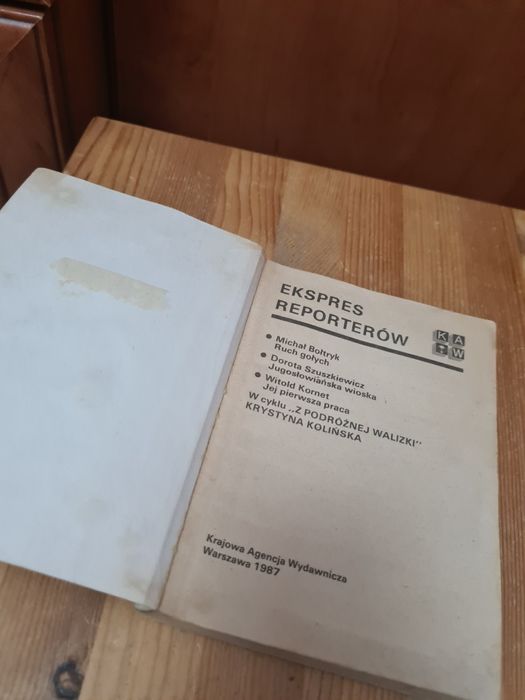 EKSPRES
REPORTERÓW
K A
W
● Michał Bołtryk
Ruch gołych
● Dorota Szuszkiewicz
Jugosłowiańska wioska
● Witold Kornet
Jej pierwsza praca
W cyklu „Z PODRÓŻNEJ WALIZKI”
KRYSTYNA KOLIŃSKA
Krajowa Agencja Wydawnicza
Warszawa 1987